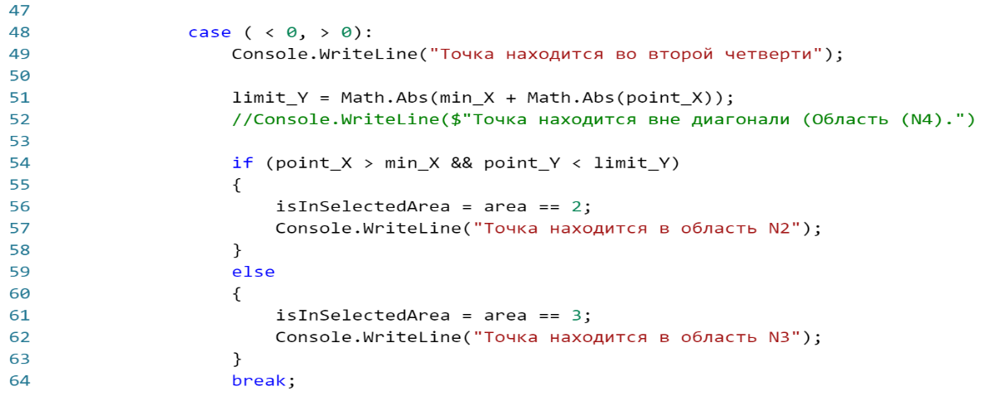 47
48 case ( < 0, > 0):
49 Console.WriteLine("Точка находится во второй четверти");
50
51 limit_Y = Math.Abs(min_X + Math.Abs(point_X));
52 //Console.WriteLine($"Точка находится вне диагонали (Область (N4).")
53
54 if (point_X > min_X && point_Y < limit_Y)
55 {
56 isInSelectedArea = area == 2;
57 Console.WriteLine("Точка находится в область N2");
58 }
59 else
60 {
61 isInSelectedArea = area == 3;
62 Console.WriteLine("Точка находится в область N3");
63 }
64 break;